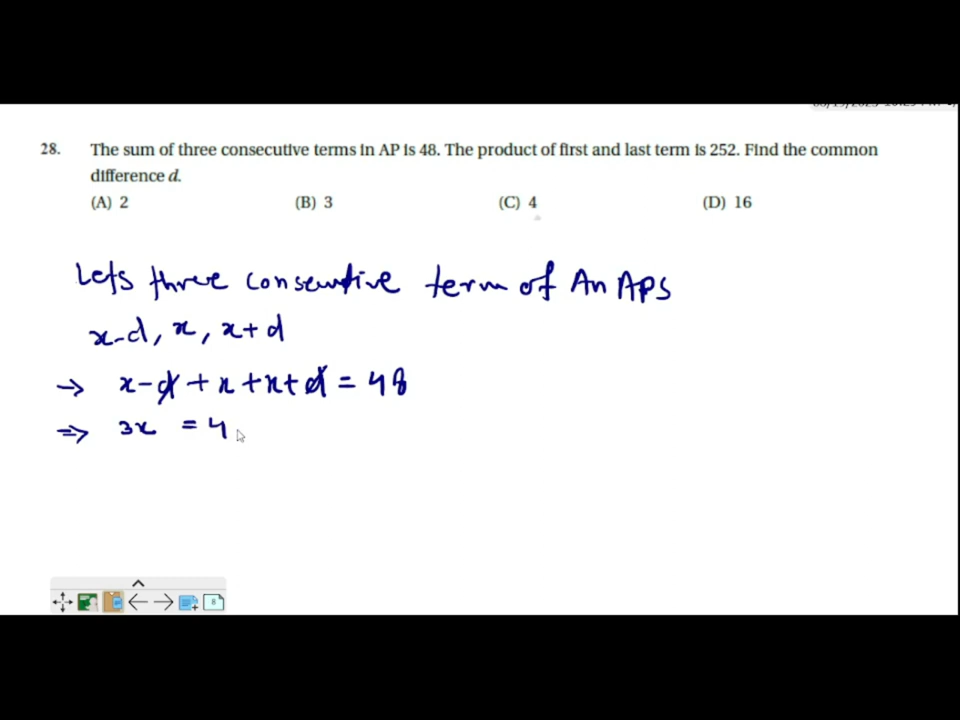 28. The sum of three consecutive terms in AP is 48. The product of first and last term is 252. Find the common
difference d.
(A) 2 (B) 3 (C) 4 (D) 16
Lets three consecutive term of An APS
x-d, x, x+d
→ x-d+x+x+d = 48
⇒ 3x = 4
8